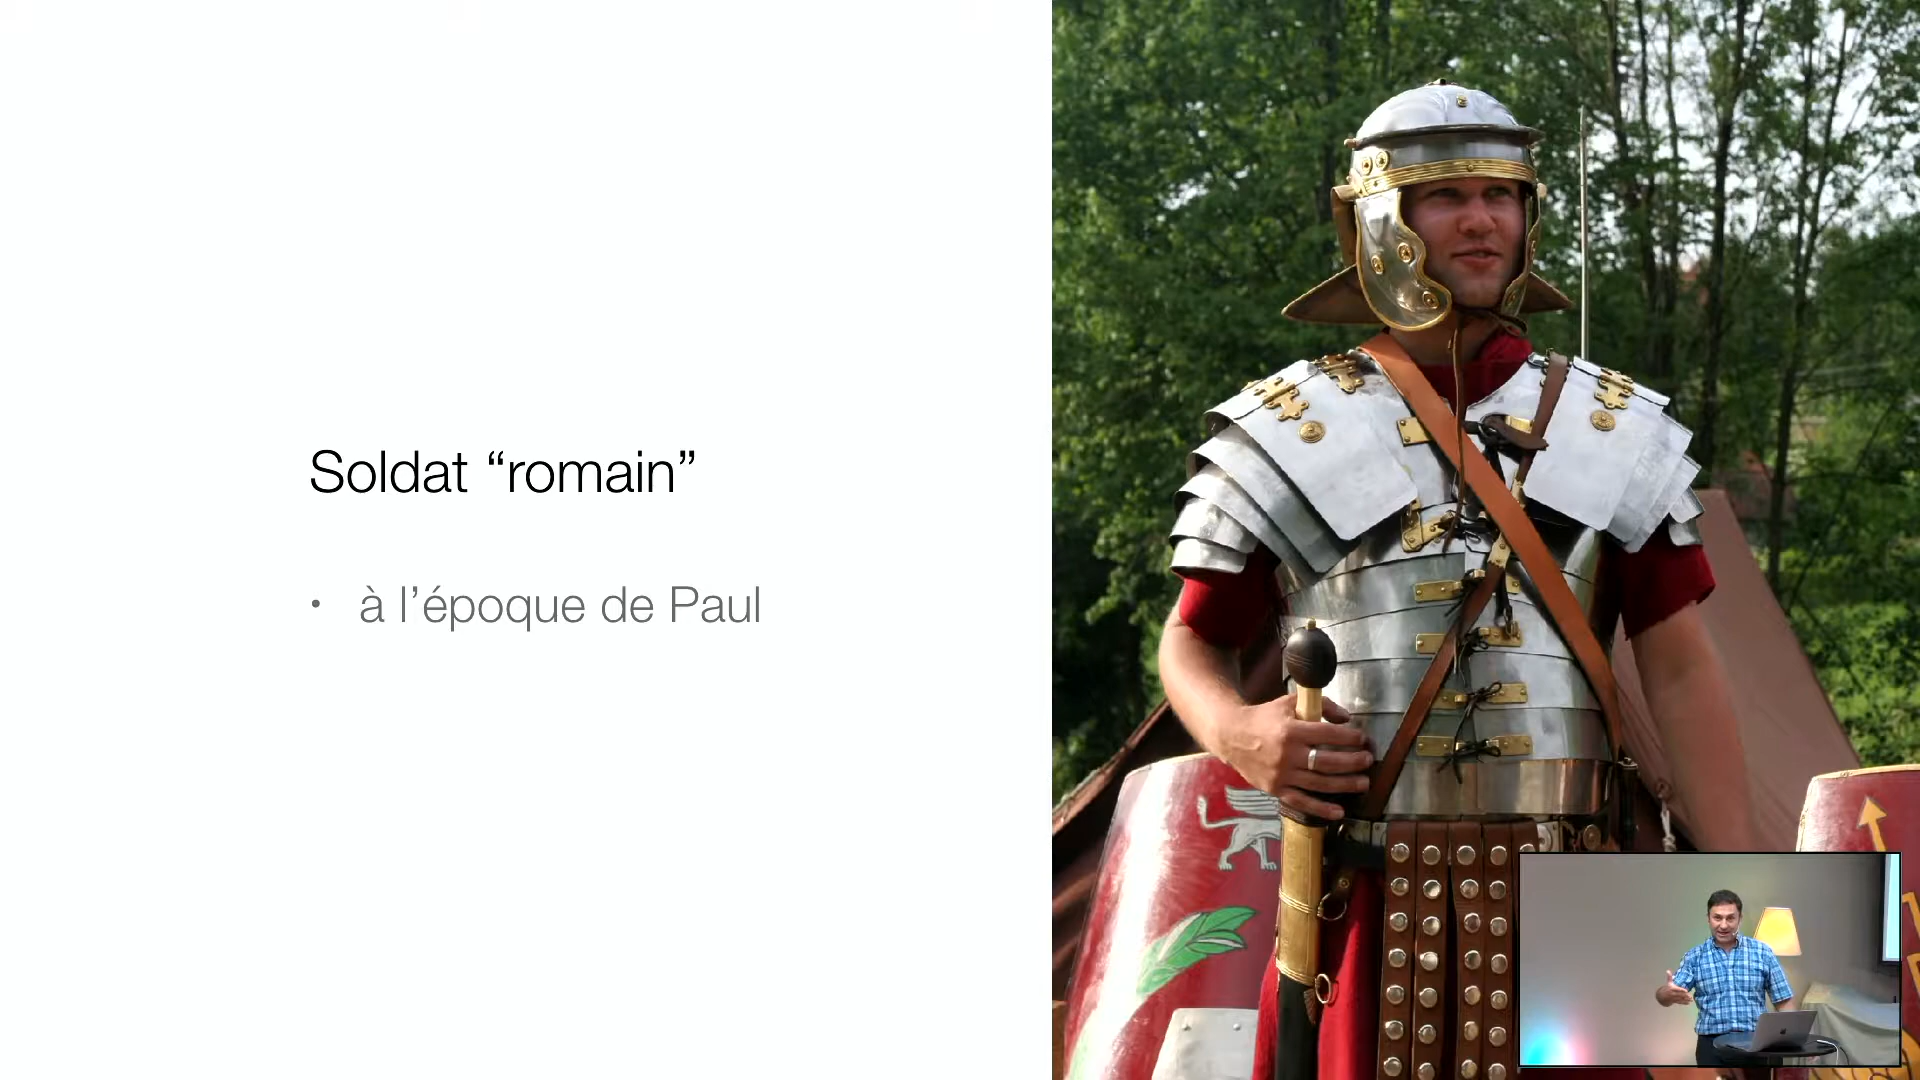 Soldat “romain”
• à l’époque de Paul